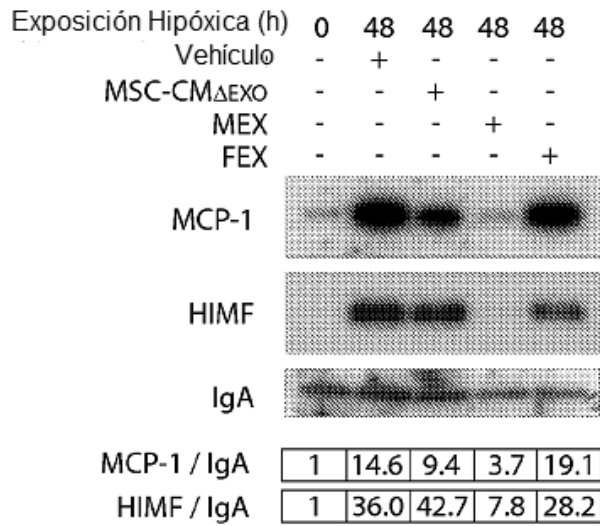 Exposición Hipóxica (h) 0 48 48 48 48
Vehículo - + - - -
MSC-CMΔEXO - - + - -
MEX - - - + -
FEX - - - - +
MCP-1
HIMF
IgA
MCP-1 / IgA 1 14.6 9.4 3.7 19.1
HIMF / IgA 1 36.0 42.7 7.8 28.2